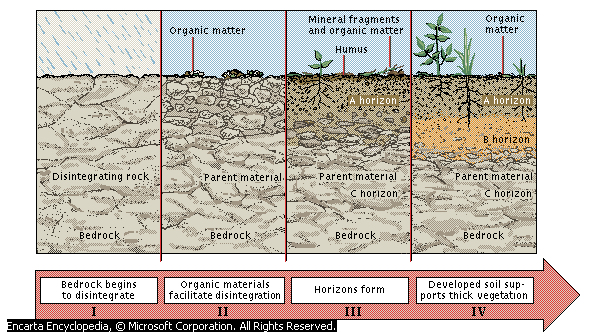 Organic matter
Mineral fragments
and organic matter
Humus
Organic
matter
A horizon
A horizon
B horizon
Disintegrating rock
Parent material
Parent material
Parent material
C horizon
C horizon
Bedrock
Bedrock
Bedrock
Bedrock
Bedrock begins
to disintegrate
Organic materials
facilitate disintegration
Horizons form
Developed soil sup-
ports thick vegetation
I
II
III
IV
Encarta Encyclopedia, © Microsoft Corporation. All Rights Reserved.